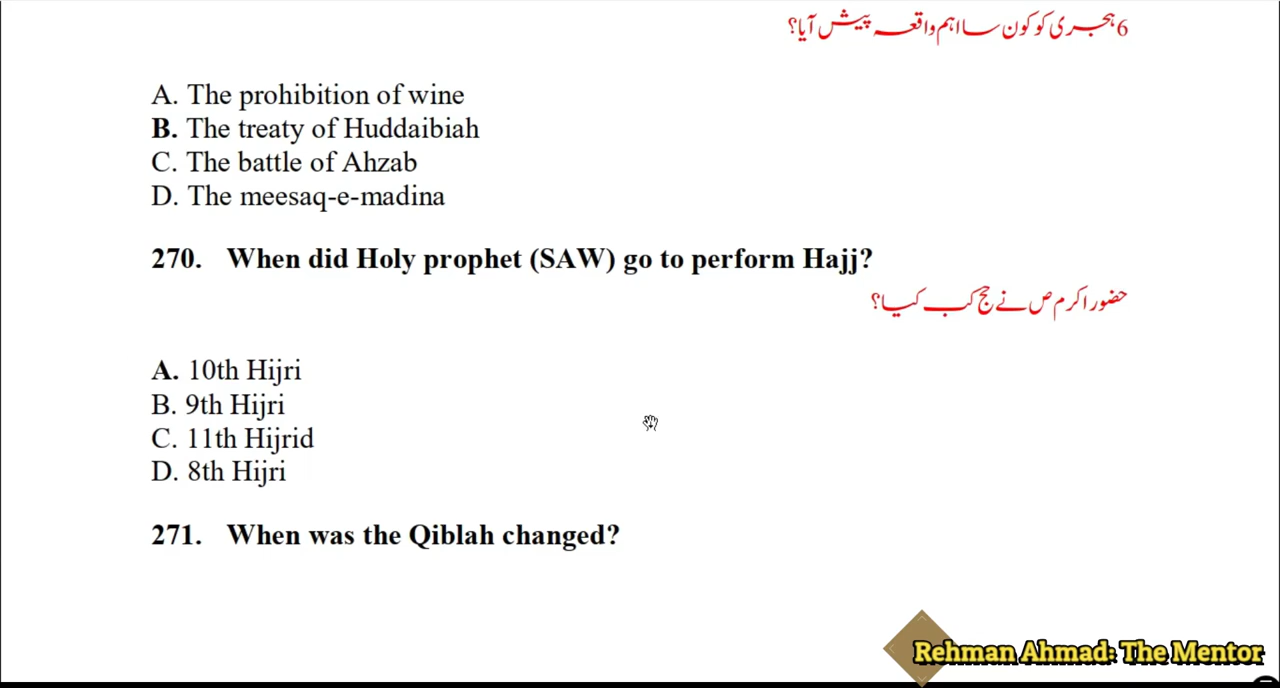 6 ہجری کو کون سا اہم واقعہ پیش آیا؟
A. The prohibition of wine
B. The treaty of Huddaibiah
C. The battle of Ahzab
D. The meesaq-e-madina
270. When did Holy prophet (SAW) go to perform Hajj?
حضور اکرم ص نے حج کب کیا؟
A. 10th Hijri
B. 9th Hijri
C. 11th Hijrid
D. 8th Hijri
271. When was the Qiblah changed?
Rehman Ahmad: The Mentor